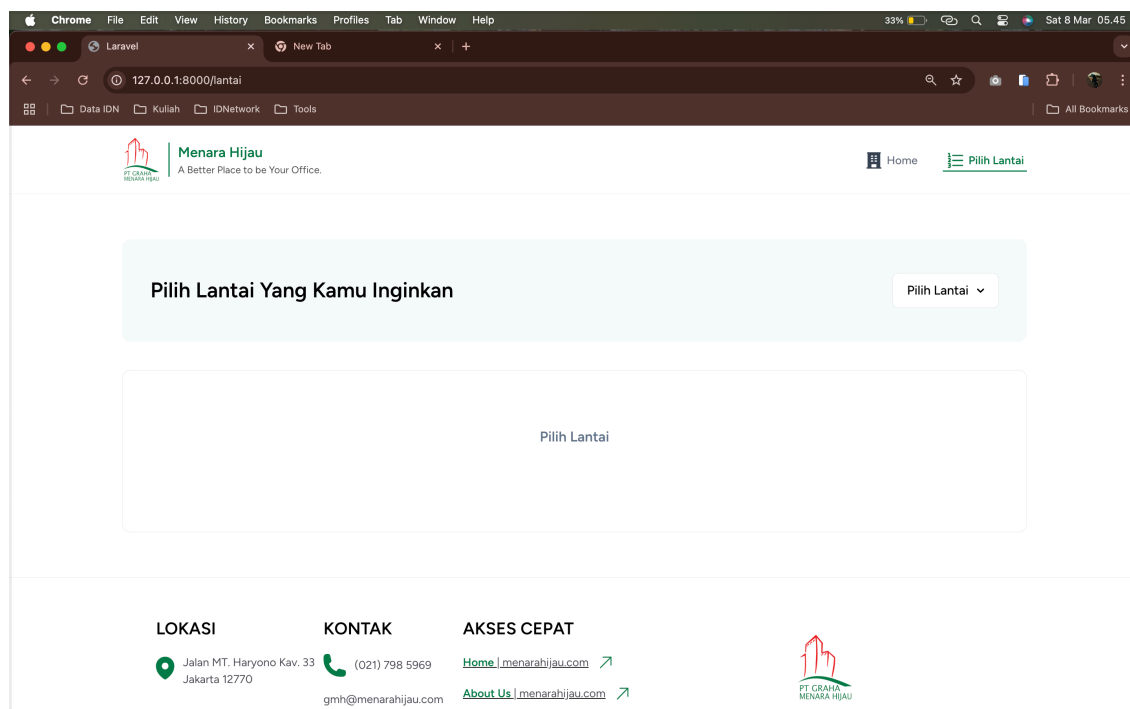 Chrome File Edit View History Bookmarks Profiles Tab Window Help 33% Sat 8 Mar 05.45
Laravel New Tab
127.0.0.1:8000/lantai
Data IDN Kuliah IDNetwork Tools All Bookmarks
PT GRAHA
MENARA HIJAU
Menara Hijau
A Better Place to be Your Office.
Home Pilih Lantai
Pilih Lantai Yang Kamu Inginkan
Pilih Lantai
Pilih Lantai
LOKASI
Jalan MT. Haryono Kav. 33
Jakarta 12770
KONTAK
(021) 798 5969
gmh@menarahijau.com
AKSES CEPAT
Home | menarahijau.com
About Us | menarahijau.com
PT GRAHA
MENARA HIJAU